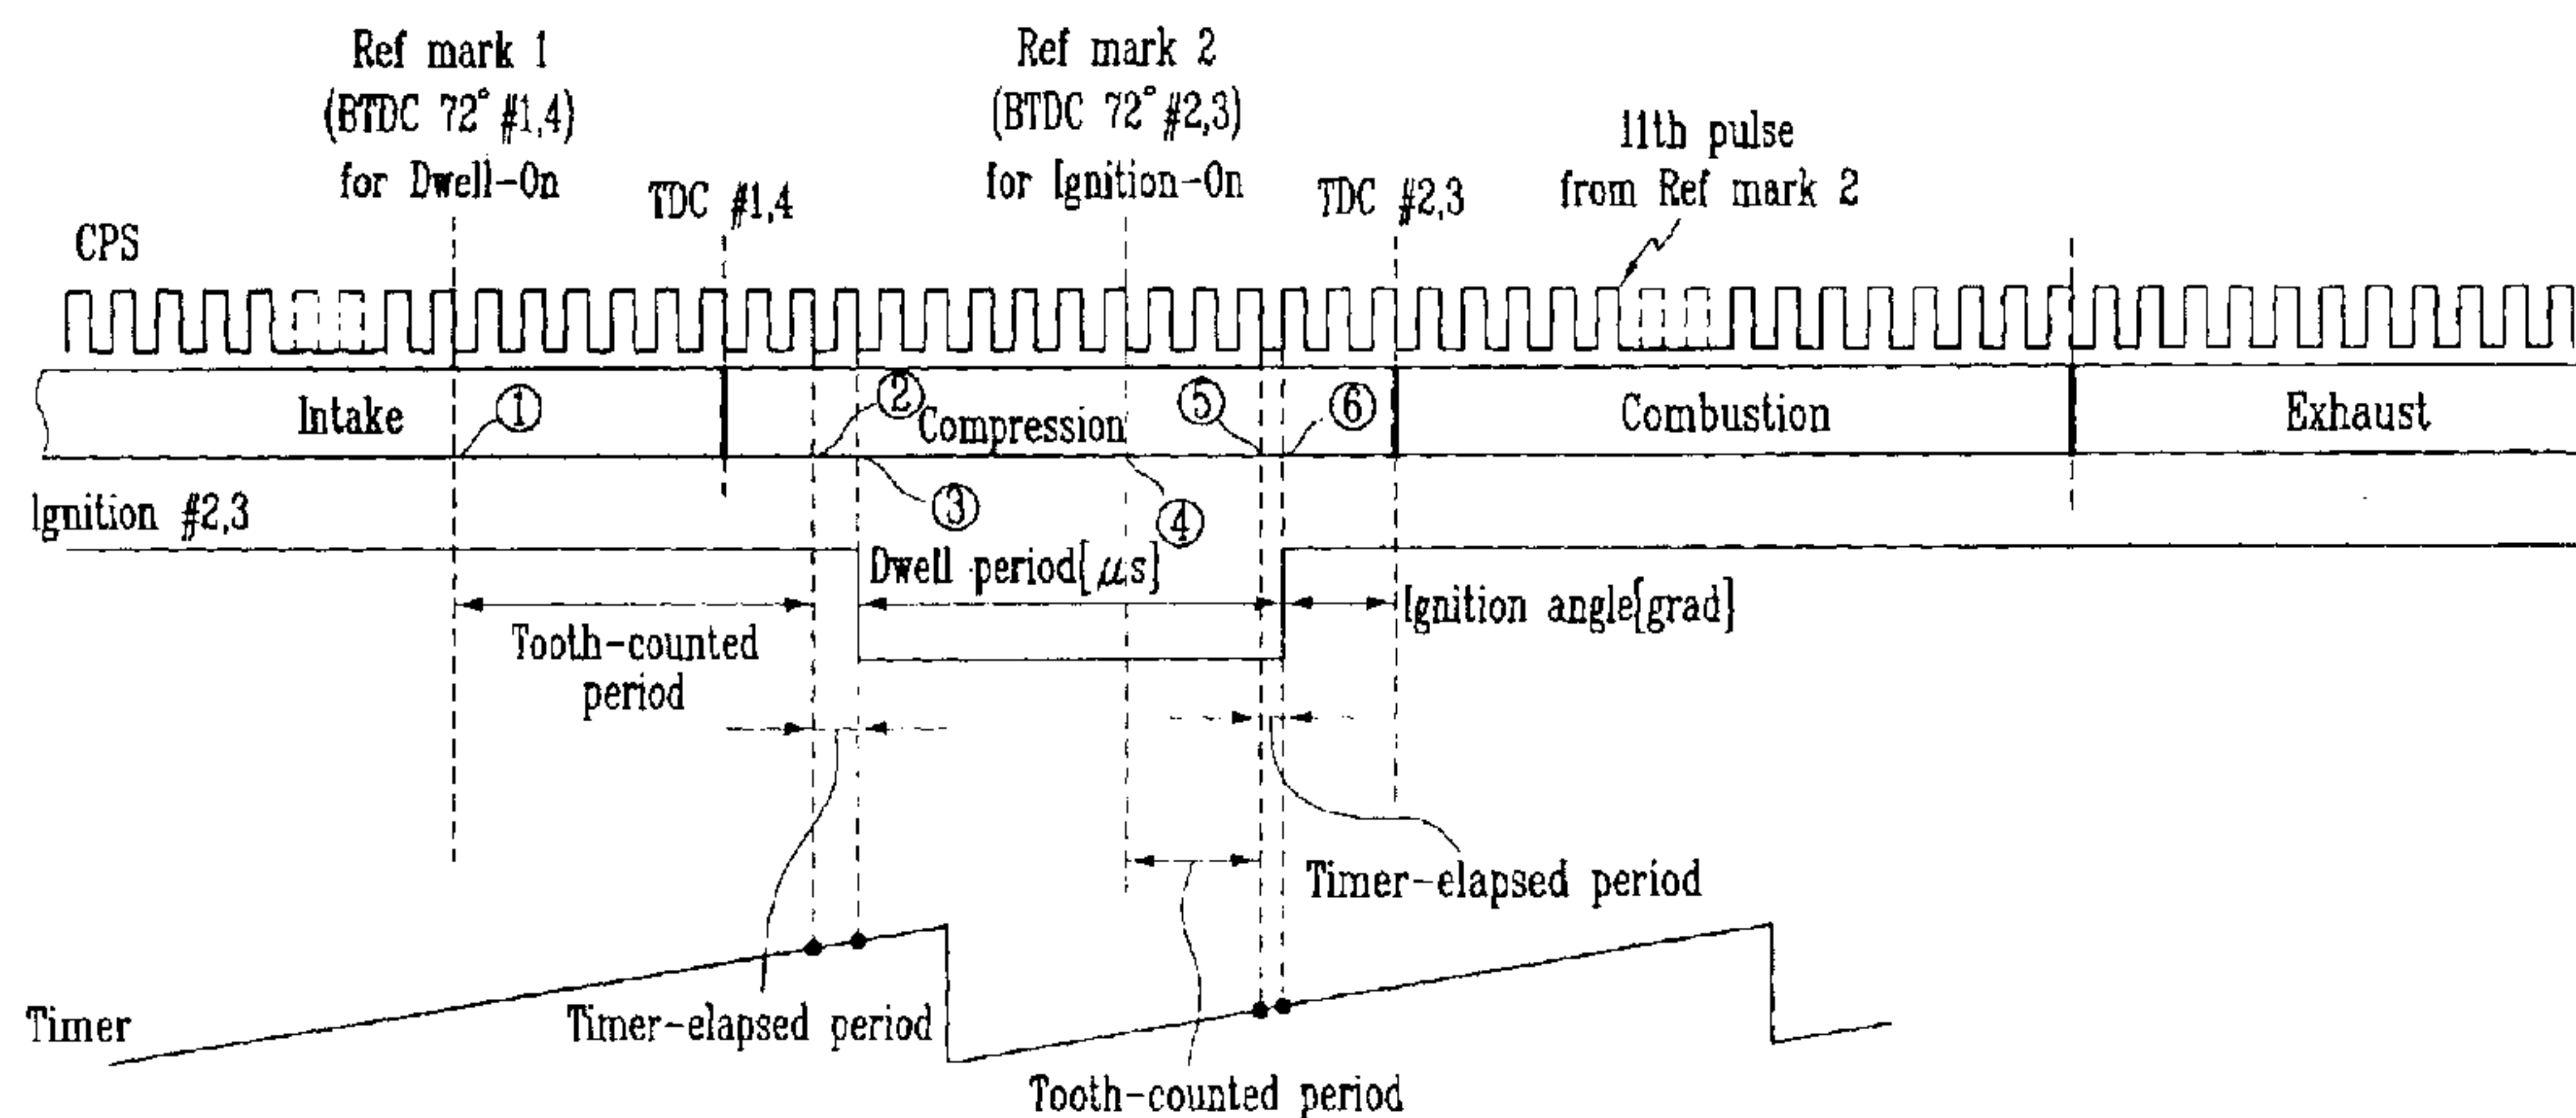 Ref mark 1
(BTDC 72° #1,4)
for Dwell-On
Ref mark 2
(BTDC 72° #2,3)
for Ignition-On
11th pulse
from Ref mark 2
TDC #1,4
TDC #2,3
CPS
Intake
①
②
Compression
⑤
⑥
Combustion
Exhaust
③
④
Ignition #2,3
Dwell period[μs]
Ignition angle[grad]
Tooth-counted
period
Timer-elapsed period
Timer-elapsed period
Timer
Tooth-counted period